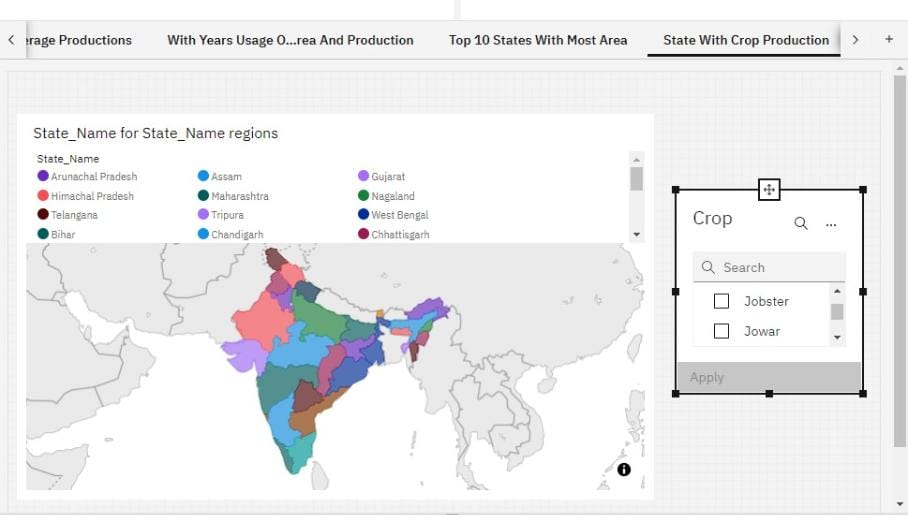 erage Productions With Years Usage O...rea And Production Top 10 States With Most Area State With Crop Production
State_Name for State_Name regions
State_Name
Arunachal Pradesh Assam Gujarat
Himachal Pradesh Maharashtra Nagaland
Telangana Tripura West Bengal
Bihar Chandigarh Chhattisgarh
Crop
Search
Jobster
Jowar
Apply